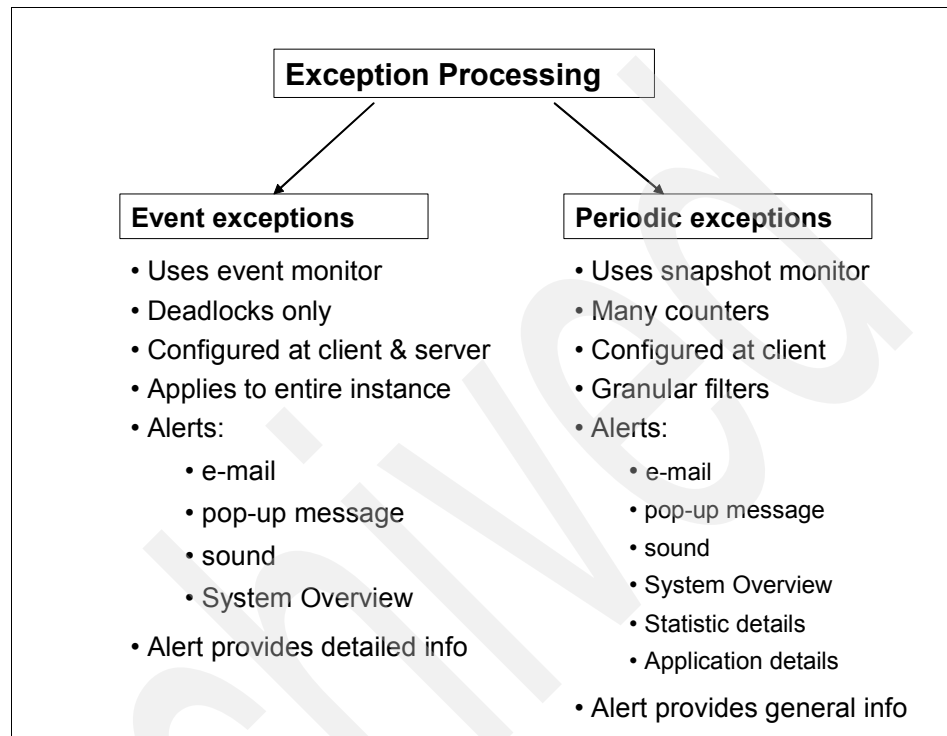 Exception Processing
Event exceptions
• Uses event monitor
• Deadlocks only
• Configured at client & server
• Applies to entire instance
• Alerts:
• e-mail
• pop-up message
• sound
• System Overview
• Alert provides detailed info
Periodic exceptions
• Uses snapshot monitor
• Many counters
• Configured at client
• Granular filters
• Alerts:
• e-mail
• pop-up message
• sound
• System Overview
• Statistic details
• Application details
• Alert provides general info
chived